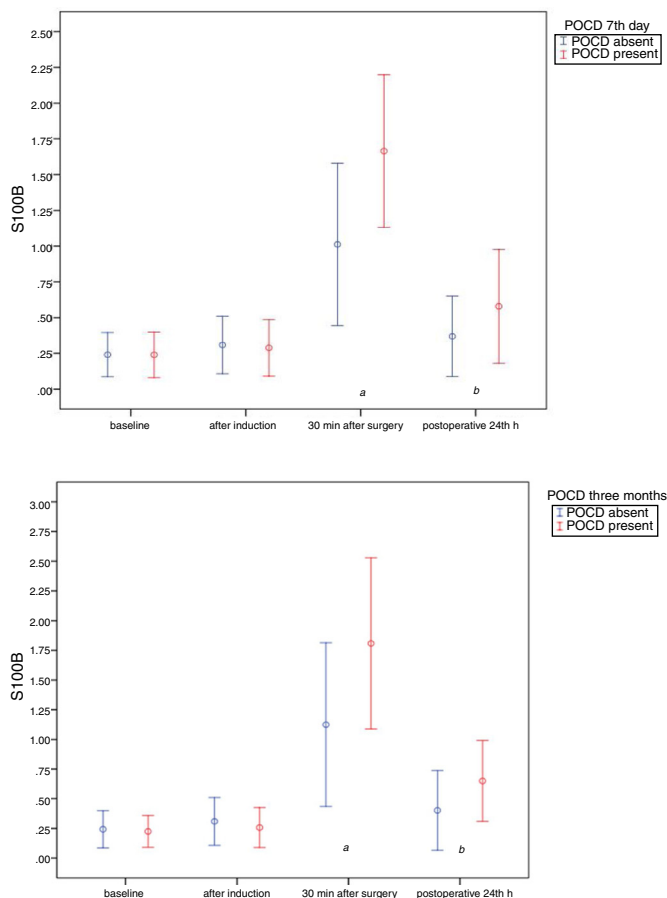 POCD 7th day
POCD absent
POCD present
2.50
2.25
2.00
1.75
1.50
1.25
1.00
.75
.50
.25
.00
S100B
a
b
baseline after induction 30 min after surgery postoperative 24th h
POCD three months
POCD absent
POCD present
3.00
2.75
2.50
2.25
2.00
1.75
1.50
1.25
1.00
.75
.50
.25
.00
S100B
a
b
baseline after induction 30 min after surgery postoperative 24th h